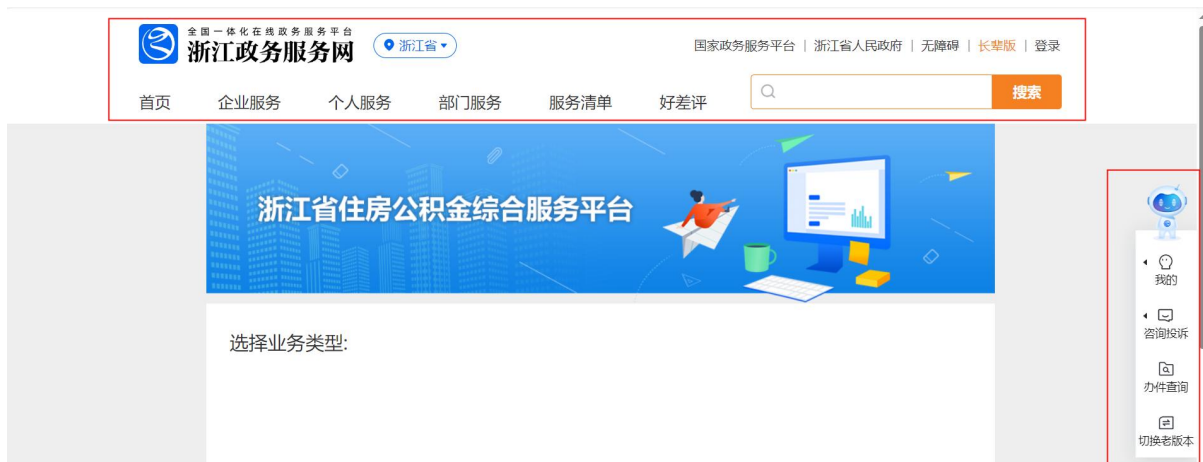 全国一体化在线政务服务平台
浙江政务服务网
浙江省
国家政务服务平台 | 浙江省人民政府 | 无障碍 | 长辈版 | 登录
首页 企业服务 个人服务 部门服务 服务清单 好差评
搜索
浙江省住房公积金综合服务平台
选择业务类型:
我的
咨询投诉
办件查询
切换老版本